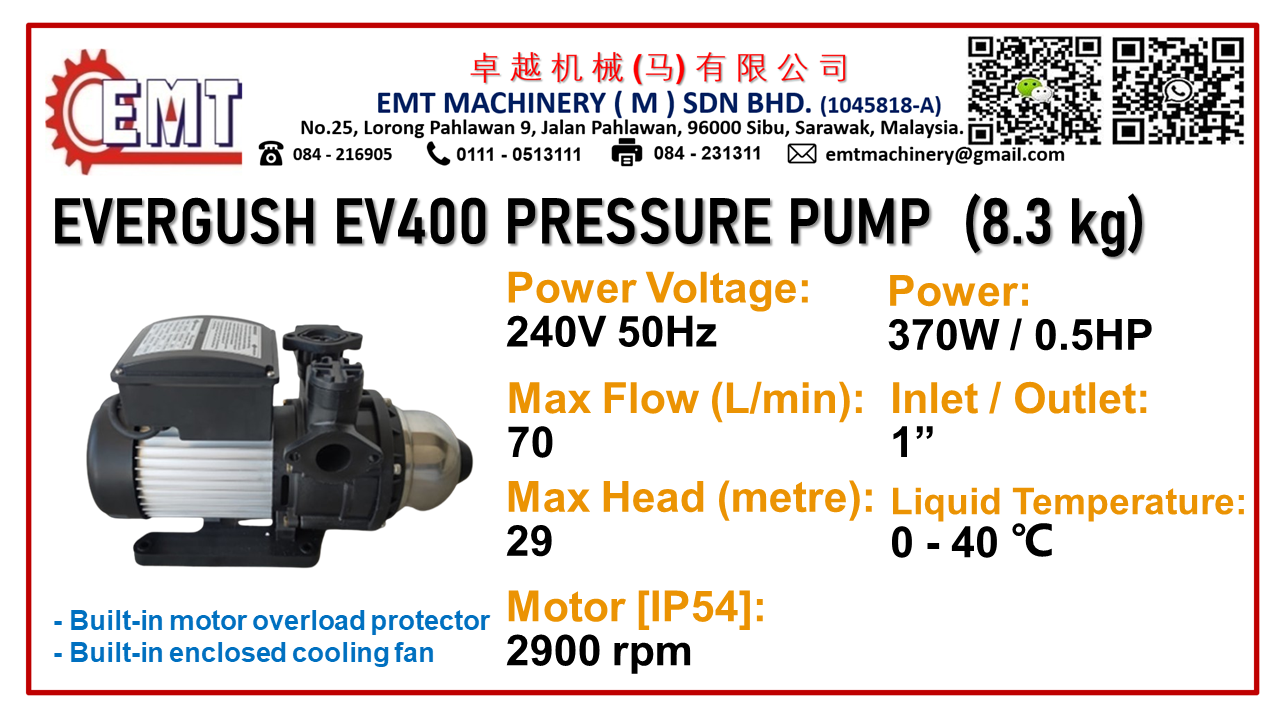 EMT
卓越机械(马)有限公司
EMT MACHINERY ( M ) SDN BHD. (1045818-A)
No.25, Lorong Pahlawan 9, Jalan Pahlawan, 96000 Sibu, Sarawak, Malaysia.
084 - 216905 0111 - 0513111 084 - 231311 emtmachinery@gmail.com
EVERGUSH EV400 PRESSURE PUMP (8.3 kg)
Power Voltage:
240V 50Hz
Power:
370W / 0.5HP
Max Flow (L/min):
70
Inlet / Outlet:
1”
Max Head (metre):
29
Liquid Temperature:
0 - 40 ℃
Motor [IP54]:
2900 rpm
- Built-in motor overload protector
- Built-in enclosed cooling fan